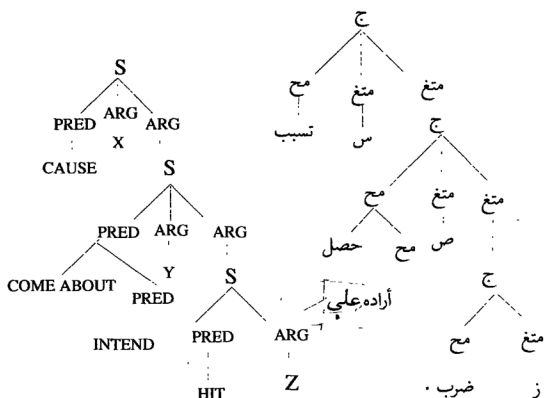 S
PRED ARG ARG
X
CAUSE
S
PRED ARG ARG
Y
COME ABOUT PRED
S
INTEND PRED ARG
HIT Z
ج
مح متغ متغ
تسبب س ج
مح متغ متغ
حصل مح ص
أراده علي ج
مح متغ
ضرب . ز